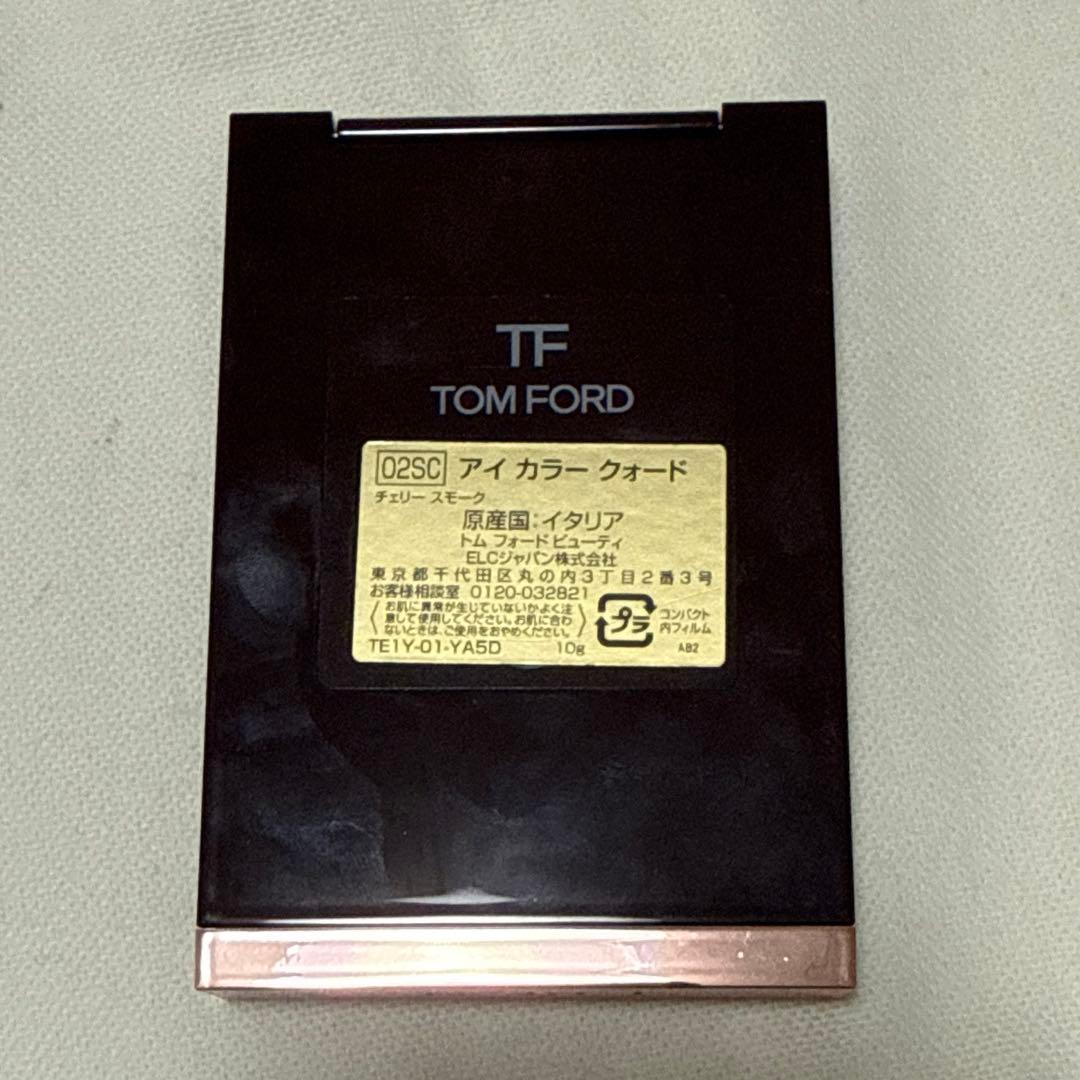 TF
TOM FORD
02SC アイ カラー クォード
チェリー スモーク
原産国:イタリア
トム フォード ビューティ
ELCジャパン株式会社
東京都千代田区丸の内3丁目2番3号
お客様相談室 0120-032821
お肌に異常が生じていないかよく注
意して使用してください。お肌に合わ
ないときは、ご使用をおやめください。
プラ
コンパクト
内フィルム
TE1Y-01-YA5D 10g AB2